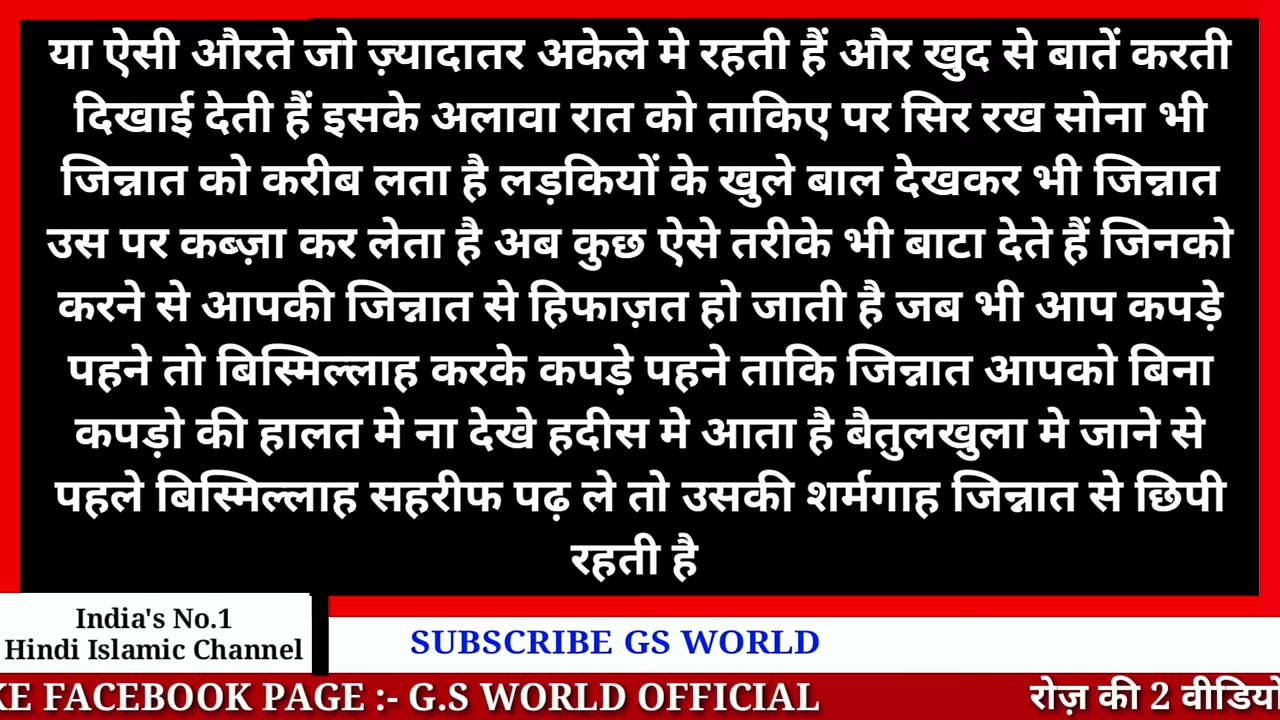 या ऐसी औरते जो ज़्यादातर अकेले मे रहती हैं और खुद से बातें करती
दिखाई देती हैं इसके अलावा रात को ताकिए पर सिर रख सोना भी
जिन्नात को करीब लता है लड़कियों के खुले बाल देखकर भी जिन्नात
उस पर कब्ज़ा कर लेता है अब कुछ ऐसे तरीके भी बाटा देते हैं जिनको
करने से आपकी जिन्नात से हिफाज़त हो जाती है जब भी आप कपड़े
पहने तो बिस्मिल्लाह करके कपड़े पहने ताकि जिन्नात आपको बिना
कपड़ो की हालत मे ना देखे हदीस मे आता है बैतुलखुला मे जाने से
पहले बिस्मिल्लाह सहरीफ पढ़ ले तो उसकी शर्मगाह जिन्नात से छिपी
रहती है
India's No.1
Hindi Islamic Channel
SUBSCRIBE GS WORLD
KE FACEBOOK PAGE :- G.S WORLD OFFICIAL
रोज़ की 2 वीडियो